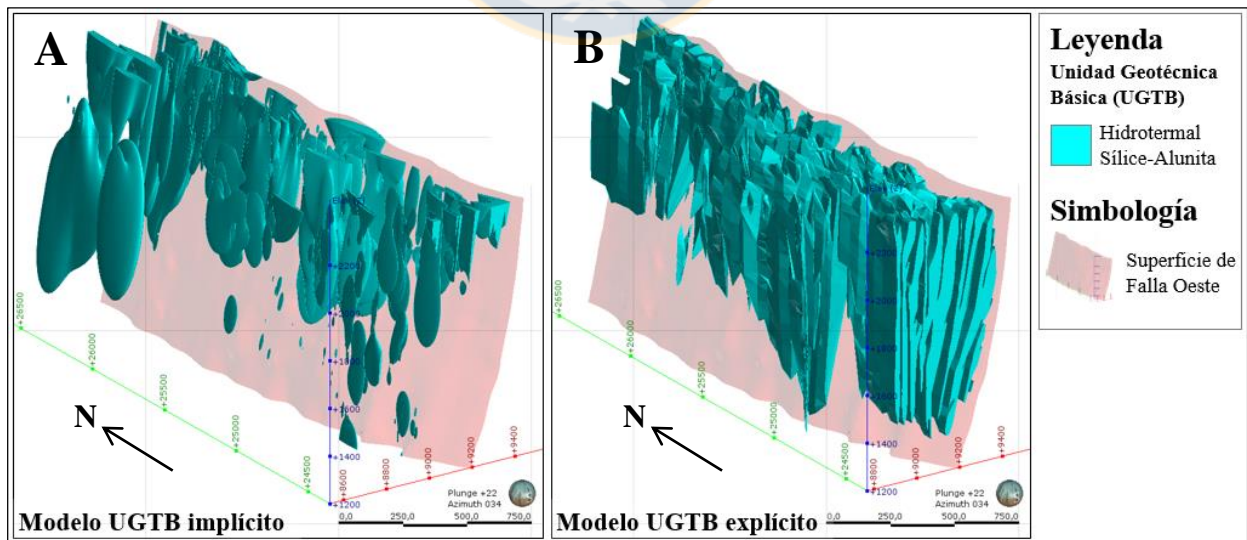 A
+26500
+26000
+25500
+25000
+24500
+2200
+2000
+1800
+1600
+1400
+1200
+8600
+8800
+9000
+9200
+9400
N
Plunge +22
Azimuth 034
0,0 250,0 500,0 750,0
Modelo UGTB implícito
B
+26500
+26000
+25500
+25000
+24500
+2200
+2000
+1800
+1600
+1400
+1200
+8800
+9000
+9200
+9400
N
Plunge +22
Azimuth 034
0,0 250,0 500,0 750,0
Modelo UGTB explícito
Leyenda
Unidad Geotécnica
Básica (UGTB)
Hidrotermal
Sílice-Alunita
Simbología
Superficie de
Falla Oeste